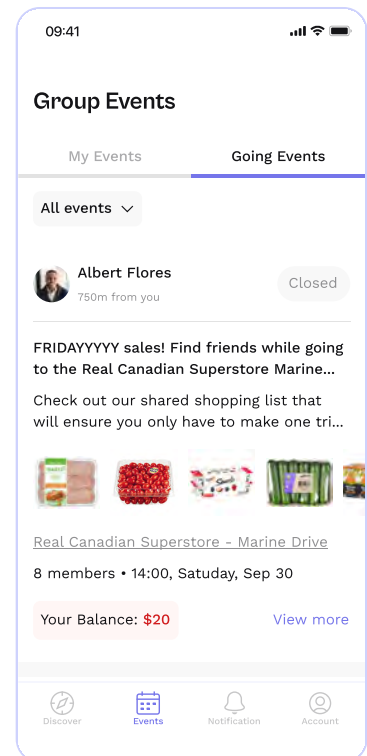 09:41
Group Events
My Events Going Events
All events
Albert Flores
750m from you
Closed
FRIDAYYYYY sales! Find friends while going
to the Real Canadian Superstore Marine...
Check out our shared shopping list that
will ensure you only have to make one tri...
Real Canadian Superstore - Marine Drive
8 members • 14:00, Satuday, Sep 30
Your Balance: $20 View more
Discover Events Notification Account